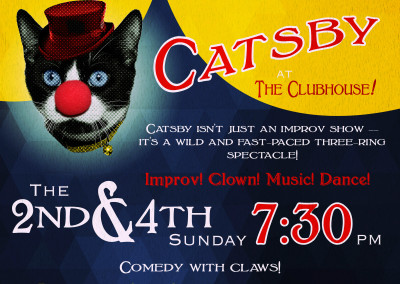 Catsby
at
The Clubhouse!
Catsby isn't just an improv show —
it's a wild and fast-paced three-ring
spectacle!
Improv! Clown! Music! Dance!
The
2nd & 4th
Sunday 7:30 PM
Comedy with claws!